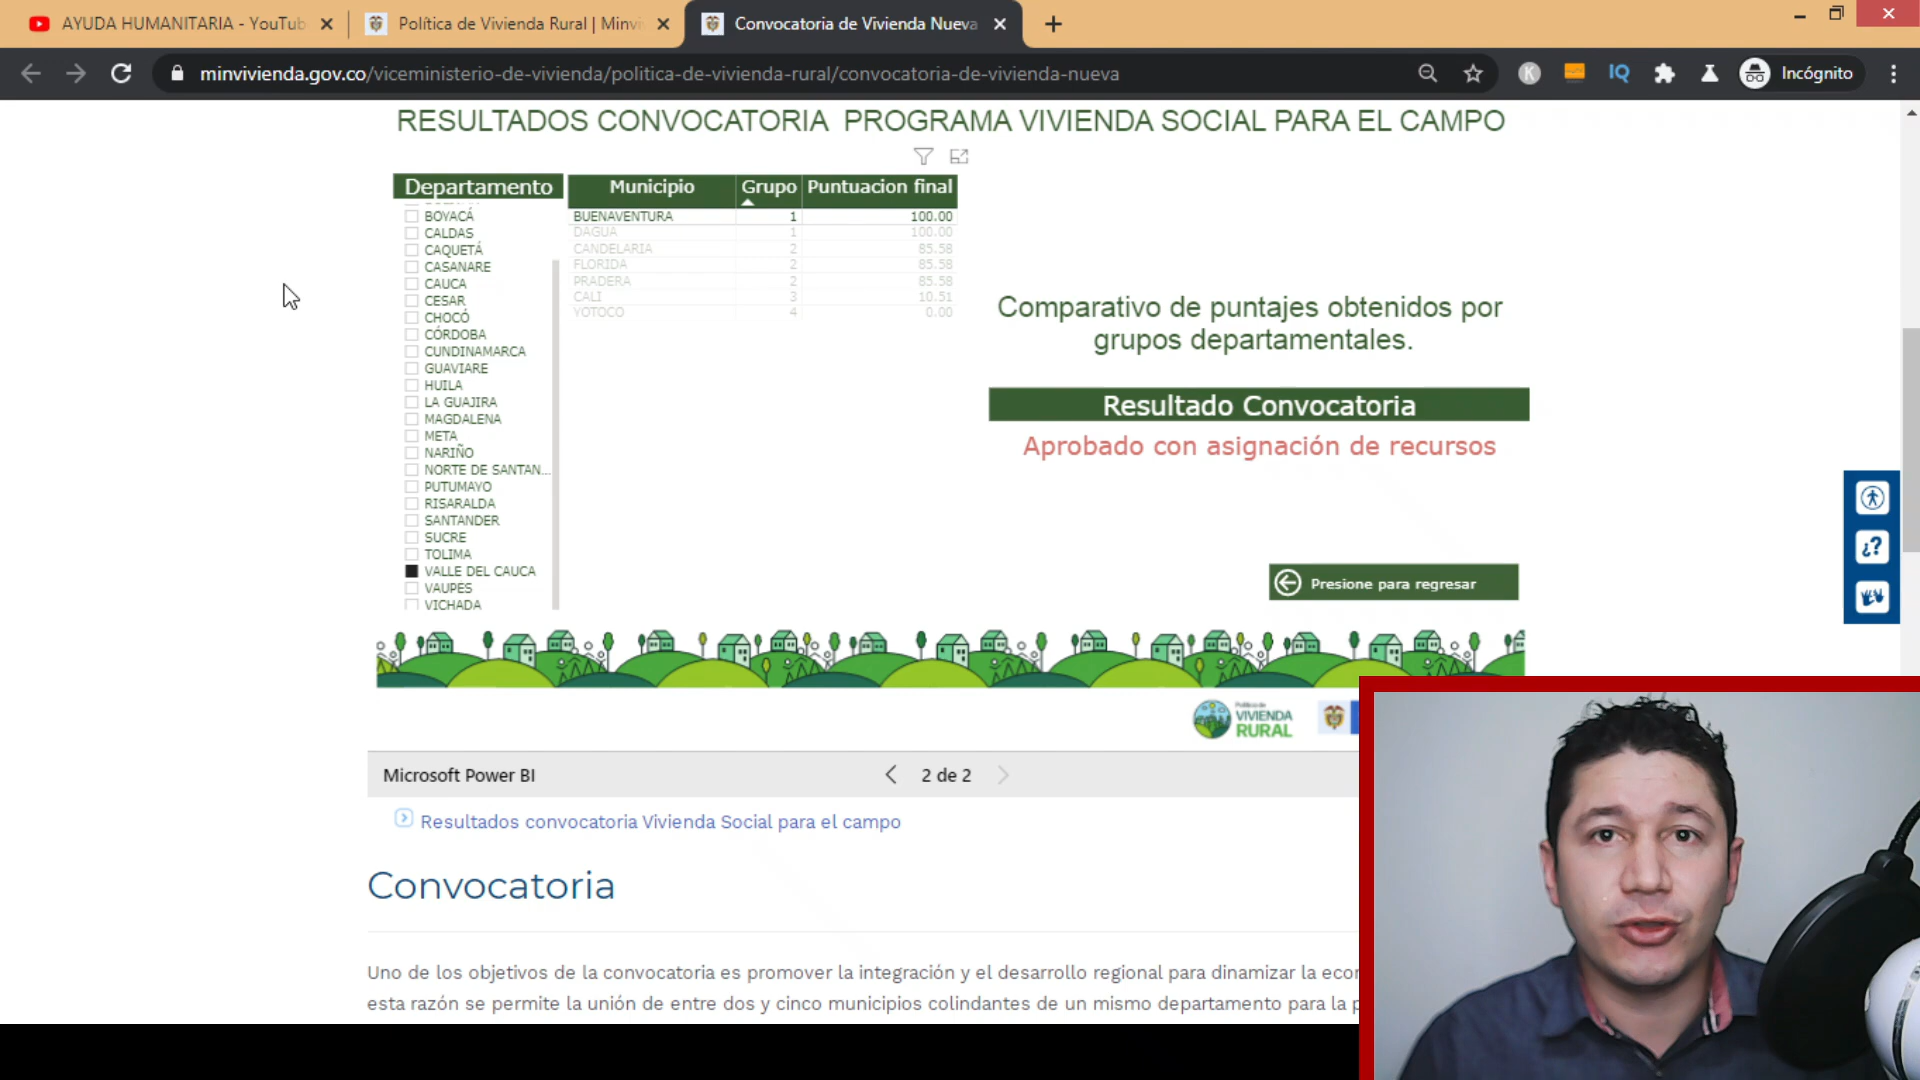 AYUDA HUMANITARIA - YouTub
Política de Vivienda Rural | Minvi
Convocatoria de Vivienda Nueva
minvivienda.gov.co/viceministerio-de-vivienda/politica-de-vivienda-rural/convocatoria-de-vivienda-nueva
K
IQ
Incógnito
RESULTADOS CONVOCATORIA PROGRAMA VIVIENDA SOCIAL PARA EL CAMPO
Departamento
BOYACÁ
CALDAS
CAQUETÁ
CASANARE
CAUCA
CESAR
CHOCÓ
CÓRDOBA
CUNDINAMARCA
GUAVIARE
HUILA
LA GUAJIRA
MAGDALENA
META
NARIÑO
NORTE DE SANTAN...
PUTUMAYO
RISARALDA
SANTANDER
SUCRE
TOLIMA
VALLE DEL CAUCA
VAUPES
VICHADA
Municipio Grupo Puntuacion final
BUENAVENTURA 1 100.00
DAGUA 1 100.00
CANDELARIA 2 85.58
FLORIDA 2 85.58
PRADERA 2 85.58
CALI 3 10.51
YOTOCO 4 0.00
Comparativo de puntajes obtenidos por
grupos departamentales.
Resultado Convocatoria
Aprobado con asignación de recursos
Presione para regresar
¿?
VIVIENDA
RURAL
Microsoft Power BI
2 de 2
Resultados convocatoria Vivienda Social para el campo
Convocatoria
Uno de los objetivos de la convocatoria es promover la integración y el desarrollo regional para dinamizar la eco
esta razón se permite la unión de entre dos y cinco municipios colindantes de un mismo departamento para la p